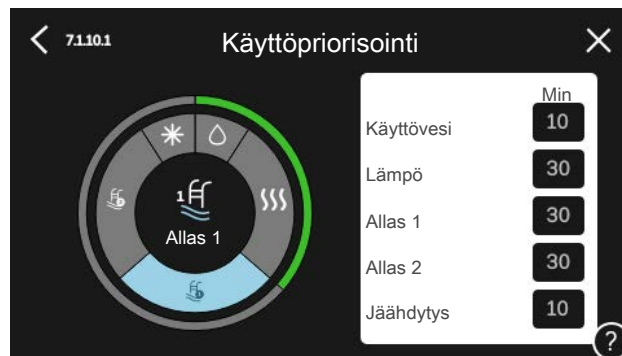 7.1.10.1 Käyttöpriorisointi
Min
Käyttövesi 10
Lämpö 30
Allas 1 30
Allas 2 30
Jäähdytys 10
1
Allas 1
?